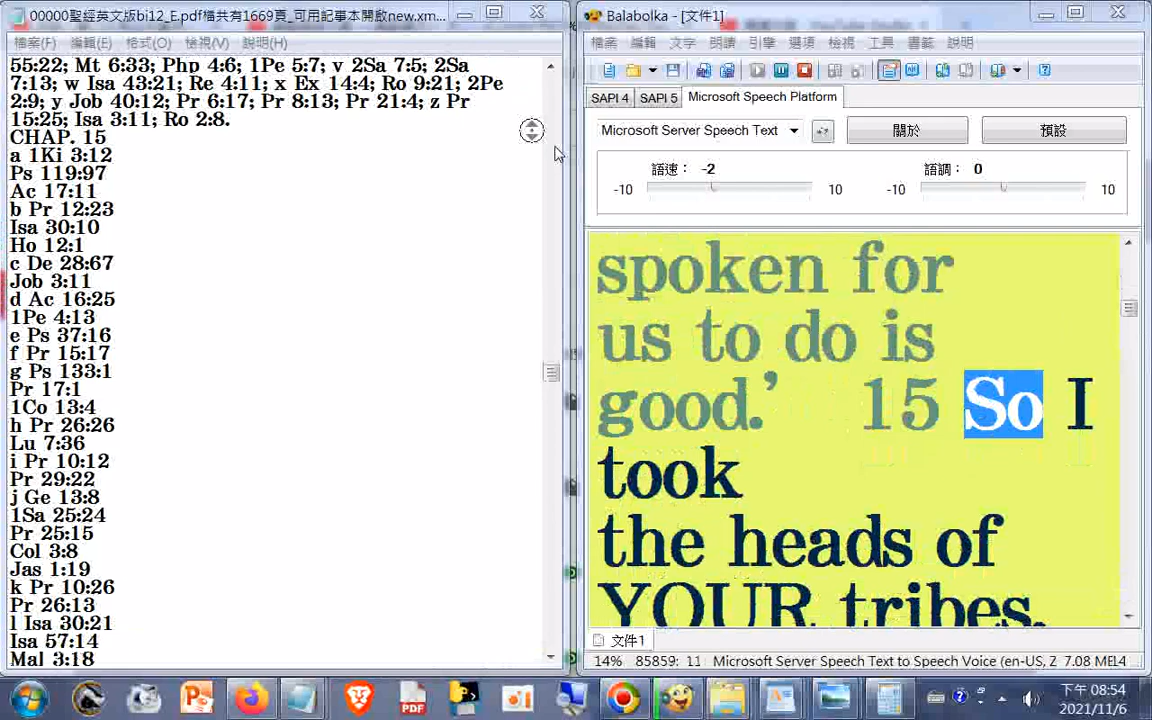 00000聖經英文版bi12_E.pdf檔共有1669頁_可用記事本開啟new.xm...
檔案(F) 編輯(E) 格式(O) 檢視(V) 說明(H)
55:22; Mt 6:33; Php 4:6; 1Pe 5:7; v 2Sa 7:5; 2Sa
7:13; w Isa 43:21; Re 4:11; x Ex 14:4; Ro 9:21; 2Pe
2:9; y Job 40:12; Pr 6:17; Pr 8:13; Pr 21:4; z Pr
15:25; Isa 3:11; Ro 2:8.
CHAP. 15
a 1Ki 3:12
Ps 119:97
Ac 17:11
b Pr 12:23
Isa 30:10
Ho 12:1
c De 28:67
Job 3:11
d Ac 16:25
1Pe 4:13
e Ps 37:16
f Pr 15:17
g Ps 133:1
Pr 17:1
1Co 13:4
h Pr 26:26
Lu 7:36
i Pr 10:12
Pr 29:22
j Ge 13:8
1Sa 25:24
Pr 25:15
Col 3:8
Jas 1:19
k Pr 10:26
Pr 26:13
l Isa 30:21
Isa 57:14
Mal 3:18
Balabolka - [文件1]
檔案 編輯 文字 朗讀 引擎 選項 檢視 工具 書籤 說明
SAPI 4 SAPI 5 Microsoft Speech Platform
Microsoft Server Speech Text 關於 預設
語速： -2 語調： 0
-10 10 -10 10
spoken for
us to do is
good.’ 15 So I
took
the heads of
YOUR tribes,
文件1
14% 85859: 11 Microsoft Server Speech Text to Speech Voice (en-US, Z 7.08 MB
下午 08:54
2021/11/6